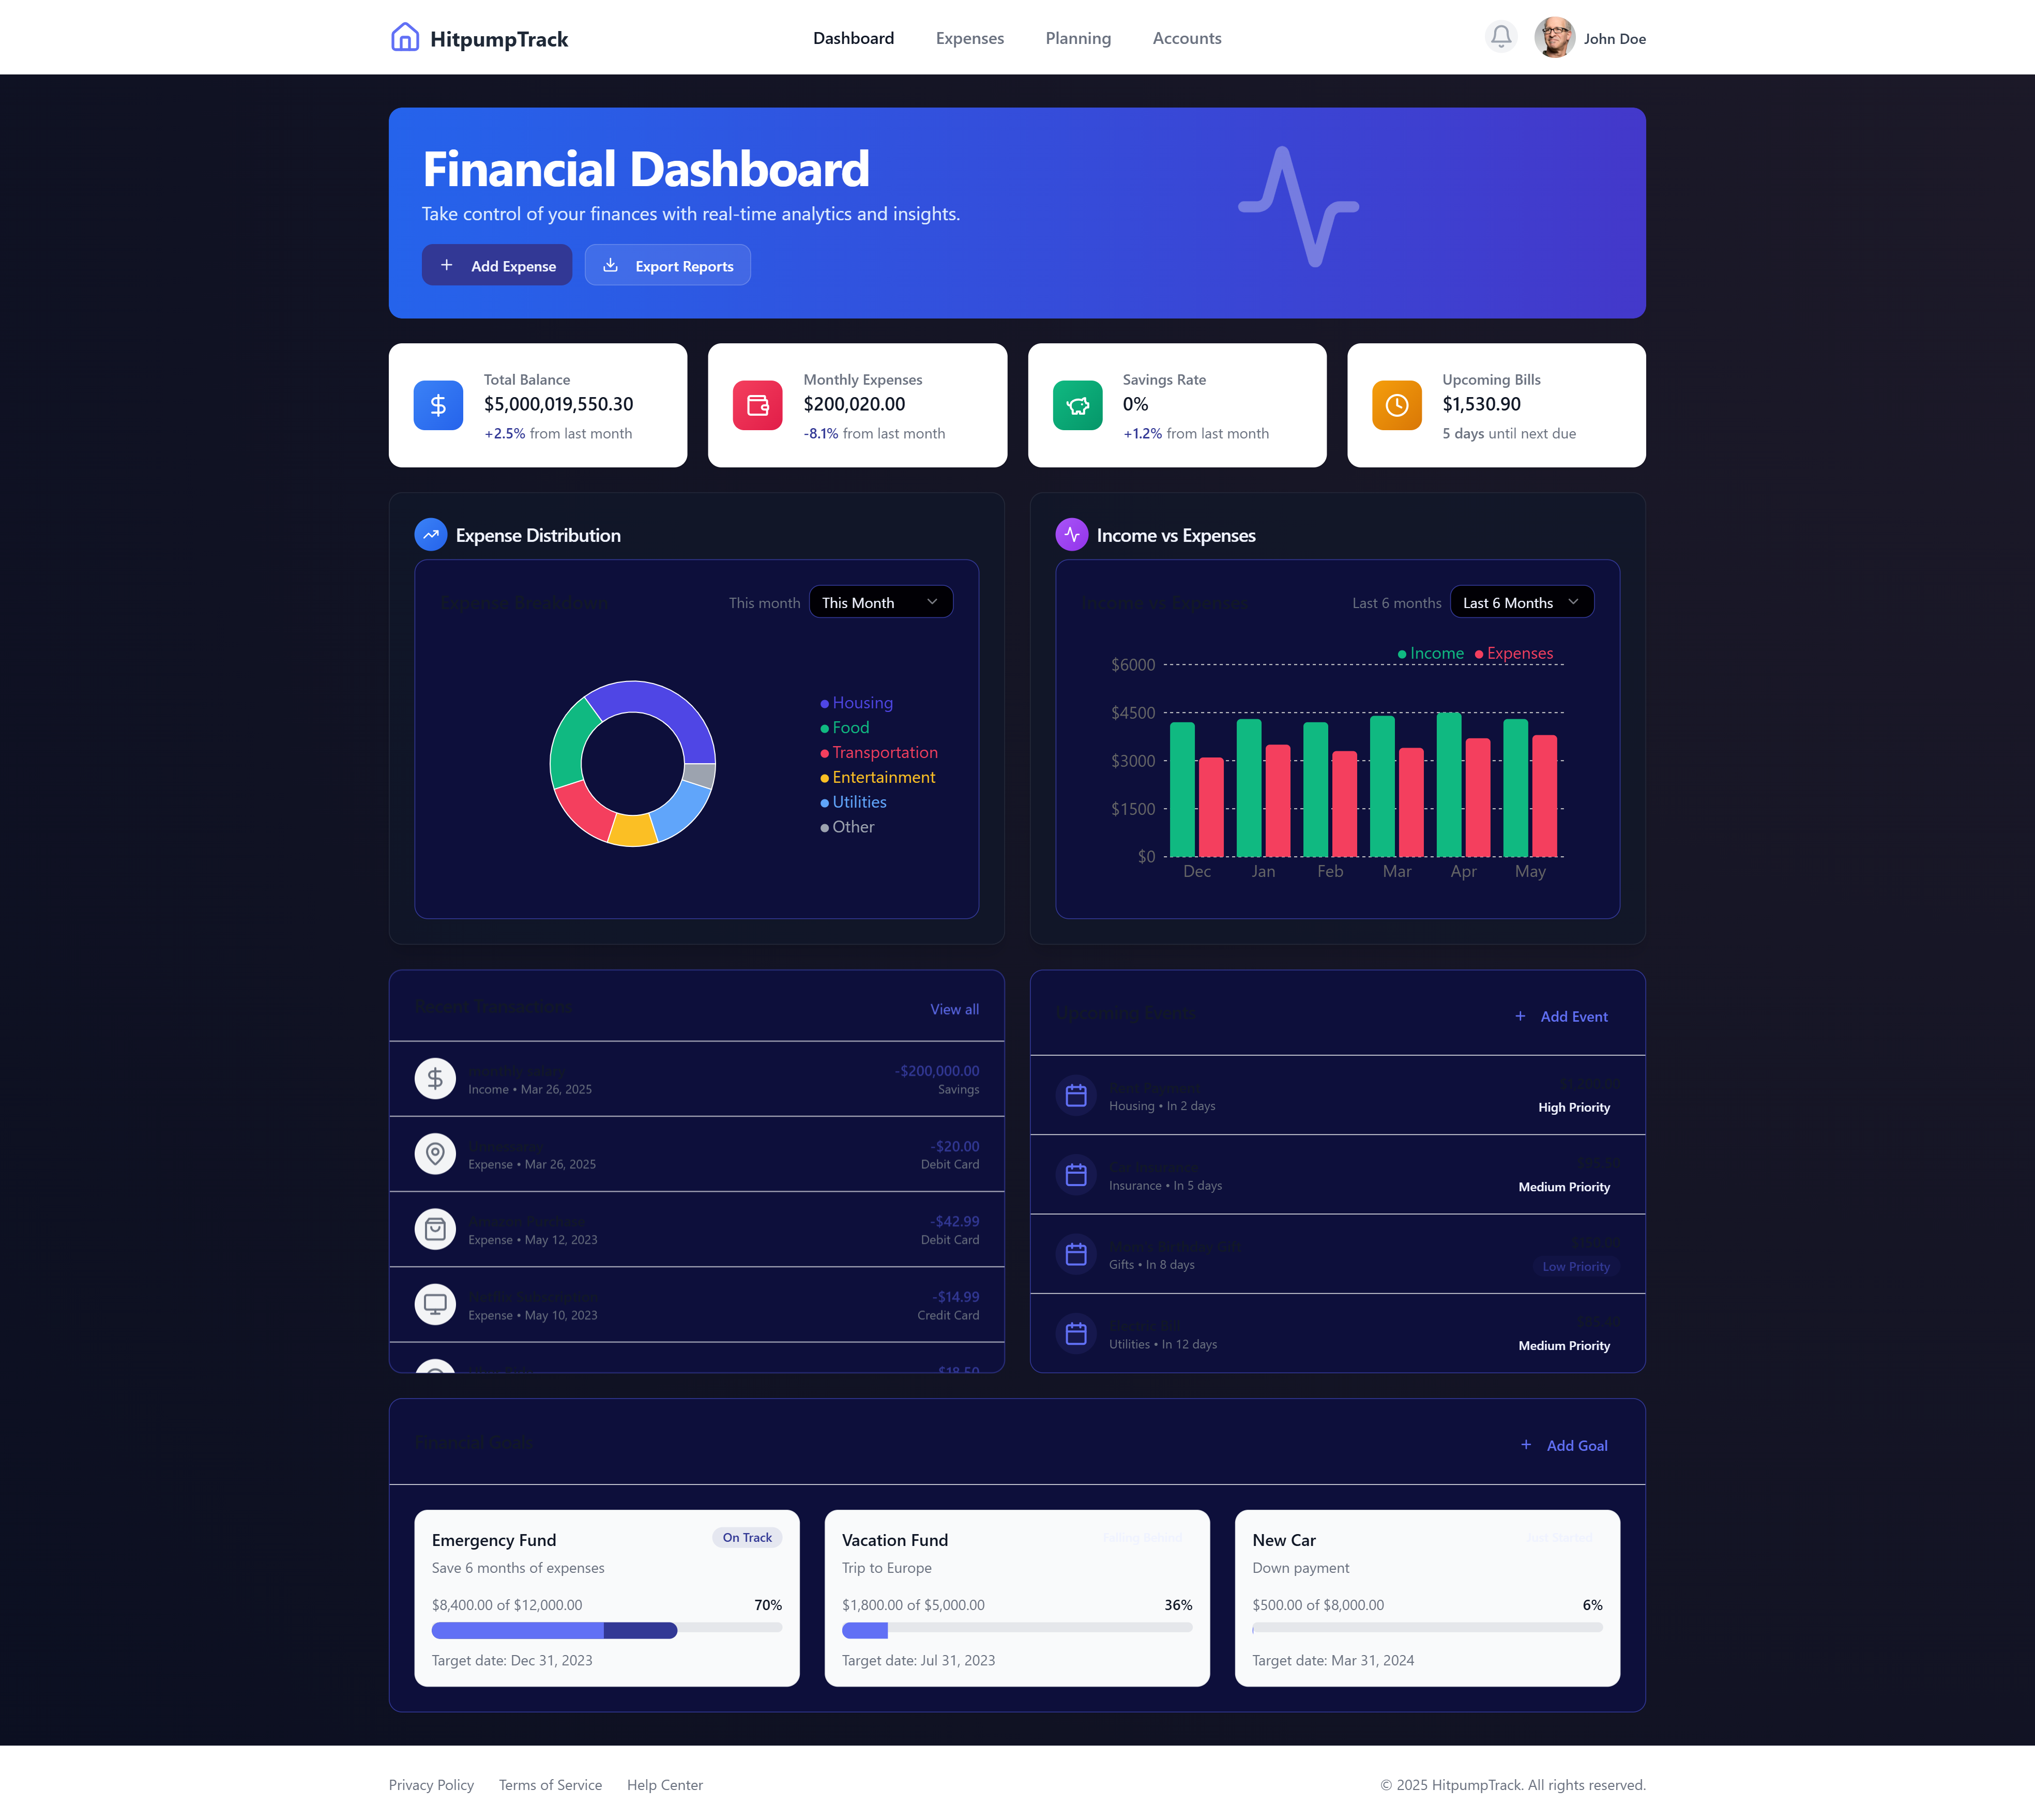 HitpumpTrack
Dashboard
Expenses
Planning
Accounts
John Doe
Financial Dashboard
Take control of your finances with real-time analytics and insights.
Add Expense
Export Reports
Total Balance
$5,000,019,550.30
+2.5% from last month
Monthly Expenses
$200,020.00
-8.1% from last month
Savings Rate
0%
+1.2% from last month
Upcoming Bills
$1,530.90
5 days until next due
Expense Distribution
Expense Breakdown
This month
This Month
Housing
Food
Transportation
Entertainment
Utilities
Other
Income vs Expenses
Income vs Expenses
Last 6 months
Last 6 Months
Income
Expenses
$6000
$4500
$3000
$1500
$0
Dec
Jan
Feb
Mar
Apr
May
Recent Transactions
View all
-$200,000.00
Income • Mar 26, 2025
Savings
-$20.00
Expense • Mar 26, 2025
Debit Card
Amazon Purchase
-$42.99
Expense • May 12, 2023
Debit Card
Netflix Subscription
-$14.99
Expense • May 10, 2023
Credit Card
-$18.50
Upcoming Events
Add Event
Rent Payment
$1,200.00
Housing • In 2 days
High Priority
Car Insurance
Insurance • In 5 days
Medium Priority
Mom's Birthday Gift
Gifts • In 8 days
Low Priority
Electric Bill
Utilities • In 12 days
Medium Priority
Financial Goals
Add Goal
Emergency Fund
On Track
Save 6 months of expenses
$8,400.00 of $12,000.00
70%
Target date: Dec 31, 2023
Vacation Fund
Falling Behind
Trip to Europe
$1,800.00 of $5,000.00
36%
Target date: Jul 31, 2023
New Car
Just Started
Down payment
$500.00 of $8,000.00
6%
Target date: Mar 31, 2024
Privacy Policy
Terms of Service
Help Center
© 2025 HitpumpTrack. All rights reserved.